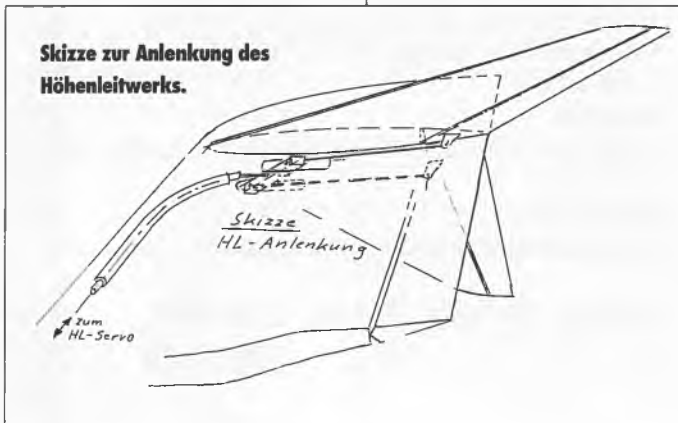 Skizze zur Anlenkung des
Höhenleitwerks.
Skizze
HL-Anlenkung
zum
HL-Servo